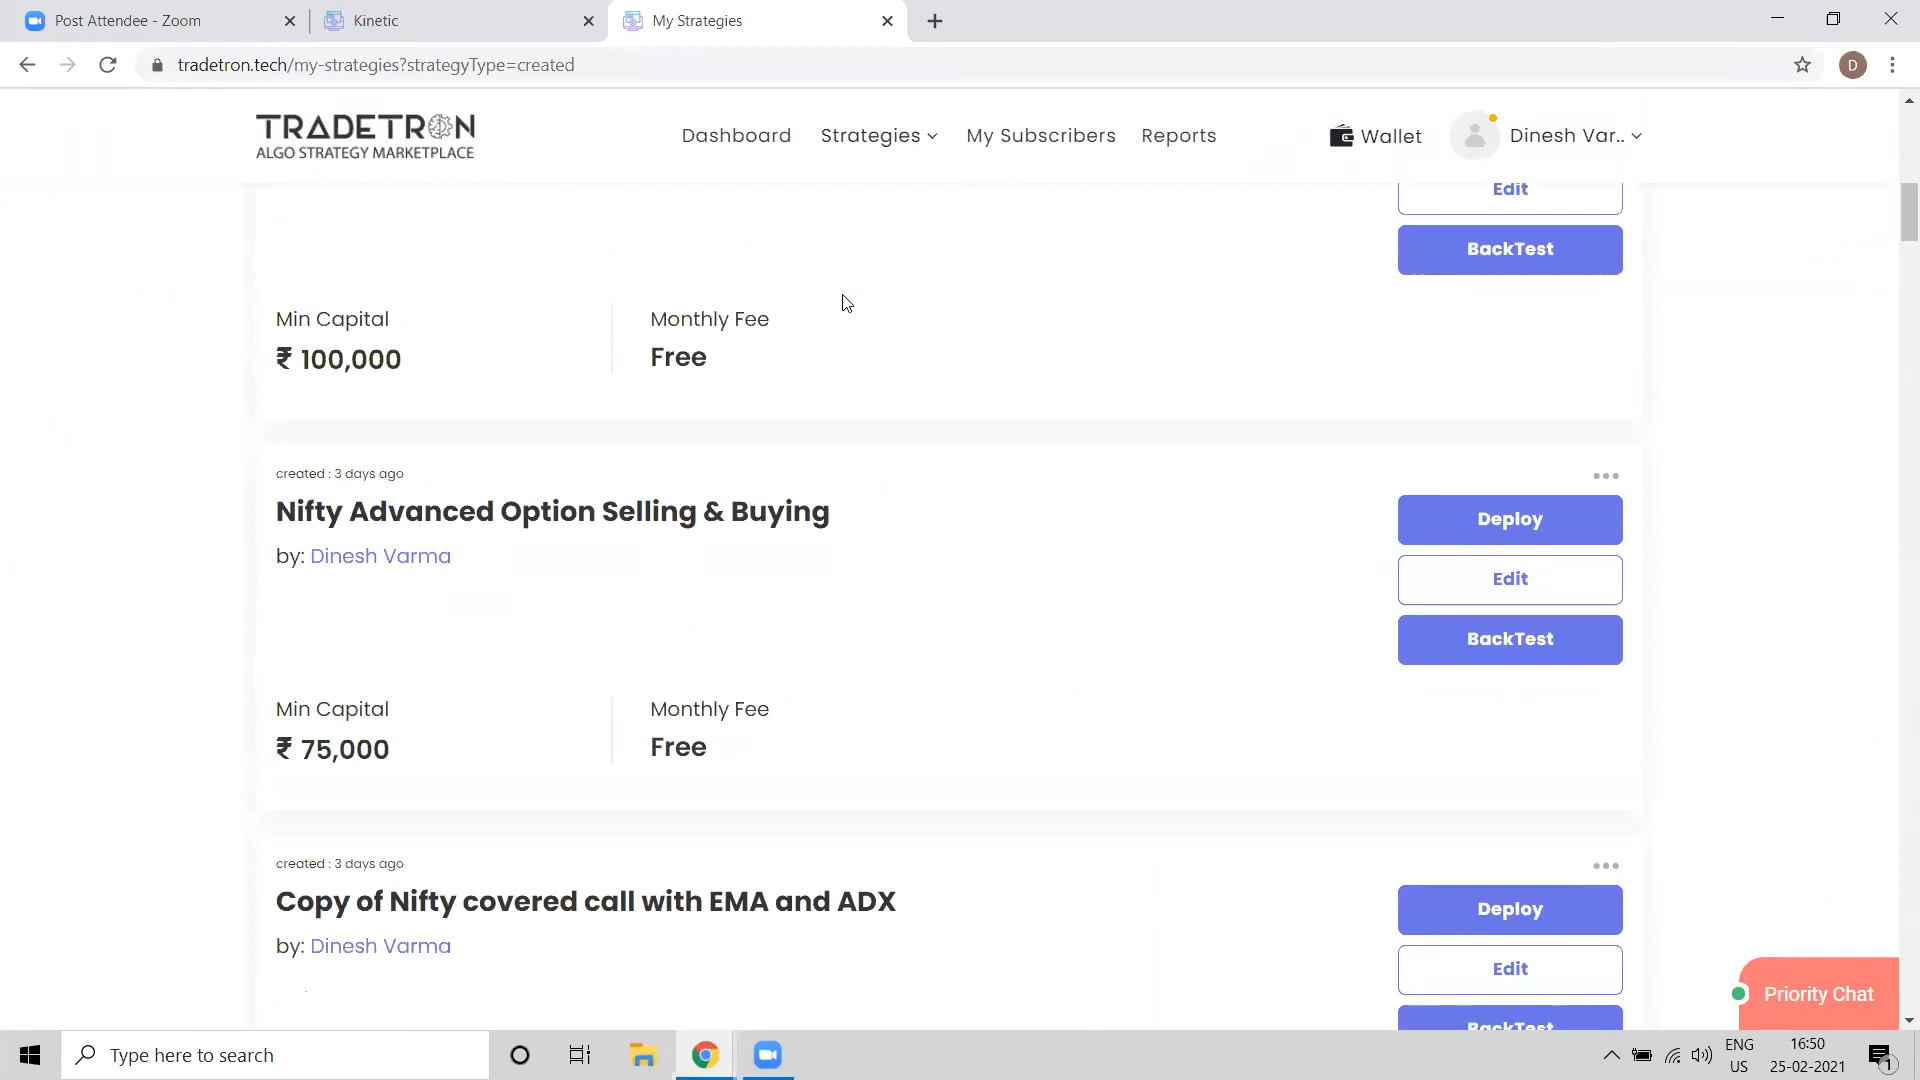 Post Attendee - Zoom
Kinetic
My Strategies
tradetron.tech/my-strategies?strategyType=created
D
TRADETRON
ALGO STRATEGY MARKETPLACE
Dashboard
Strategies
My Subscribers
Reports
Wallet
Dinesh Var..
Edit
BackTest
Min Capital
Monthly Fee
₹ 100,000
Free
created : 3 days ago
Nifty Advanced Option Selling & Buying
by: Dinesh Varma
Deploy
Edit
BackTest
Min Capital
Monthly Fee
₹ 75,000
Free
created : 3 days ago
Copy of Nifty covered call with EMA and ADX
by: Dinesh Varma
Deploy
Edit
BackTest
Priority Chat
Type here to search
ENG
US
16:50
25-02-2021
1